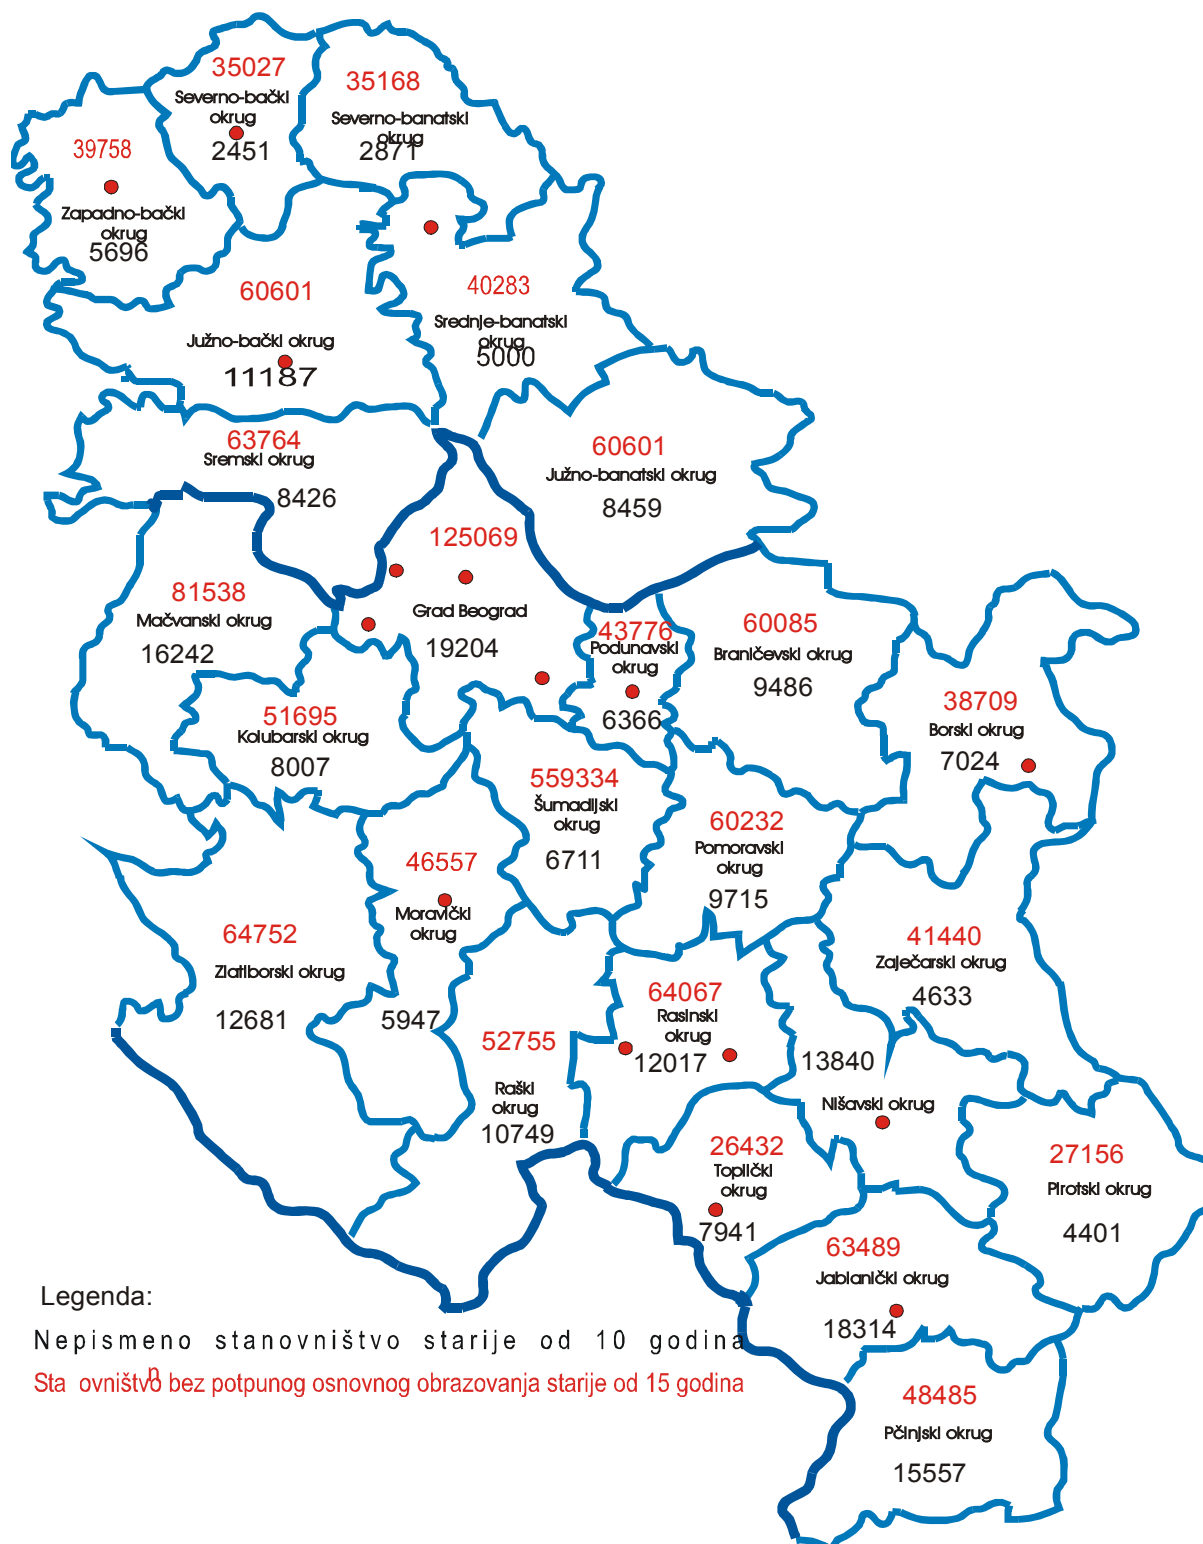 35027
Severno-bački
okrug
2451
35168
Severno-banatski
okrug
2871
39758
Zapadno-bački
okrug
5696
60601
Južno-bački okrug
11187
40283
Srednje-banatski
okrug
5000
63764
Sremski okrug
8426
60601
Južno-banatski okrug
8459
125069
Grad Beograd
19204
81538
Mačvanski okrug
16242
43776
Podunavski
okrug
6366
60085
Braničevski okrug
9486
51695
Kolubarski okrug
8007
38709
Borski okrug
7024
559334
Šumadijski
okrug
6711
60232
Pomoravski
okrug
9715
46557
Moravički
okrug
5947
64752
Zlatiborski okrug
12681
41440
Zaječarski okrug
4633
64067
Rasinski
okrug
12017
52755
Raški
okrug
10749
13840
Nišavski okrug
26432
Toplički
okrug
7941
27156
Pirotski okrug
4401
63489
Jablanički okrug
18314
48485
Pčinjski okrug
15557
Legenda:
Nepismeno stanovništvo starije od 10 godina
Sta ovništvo bez potpunog osnovnog obrazovanja starije od 15 godina
n